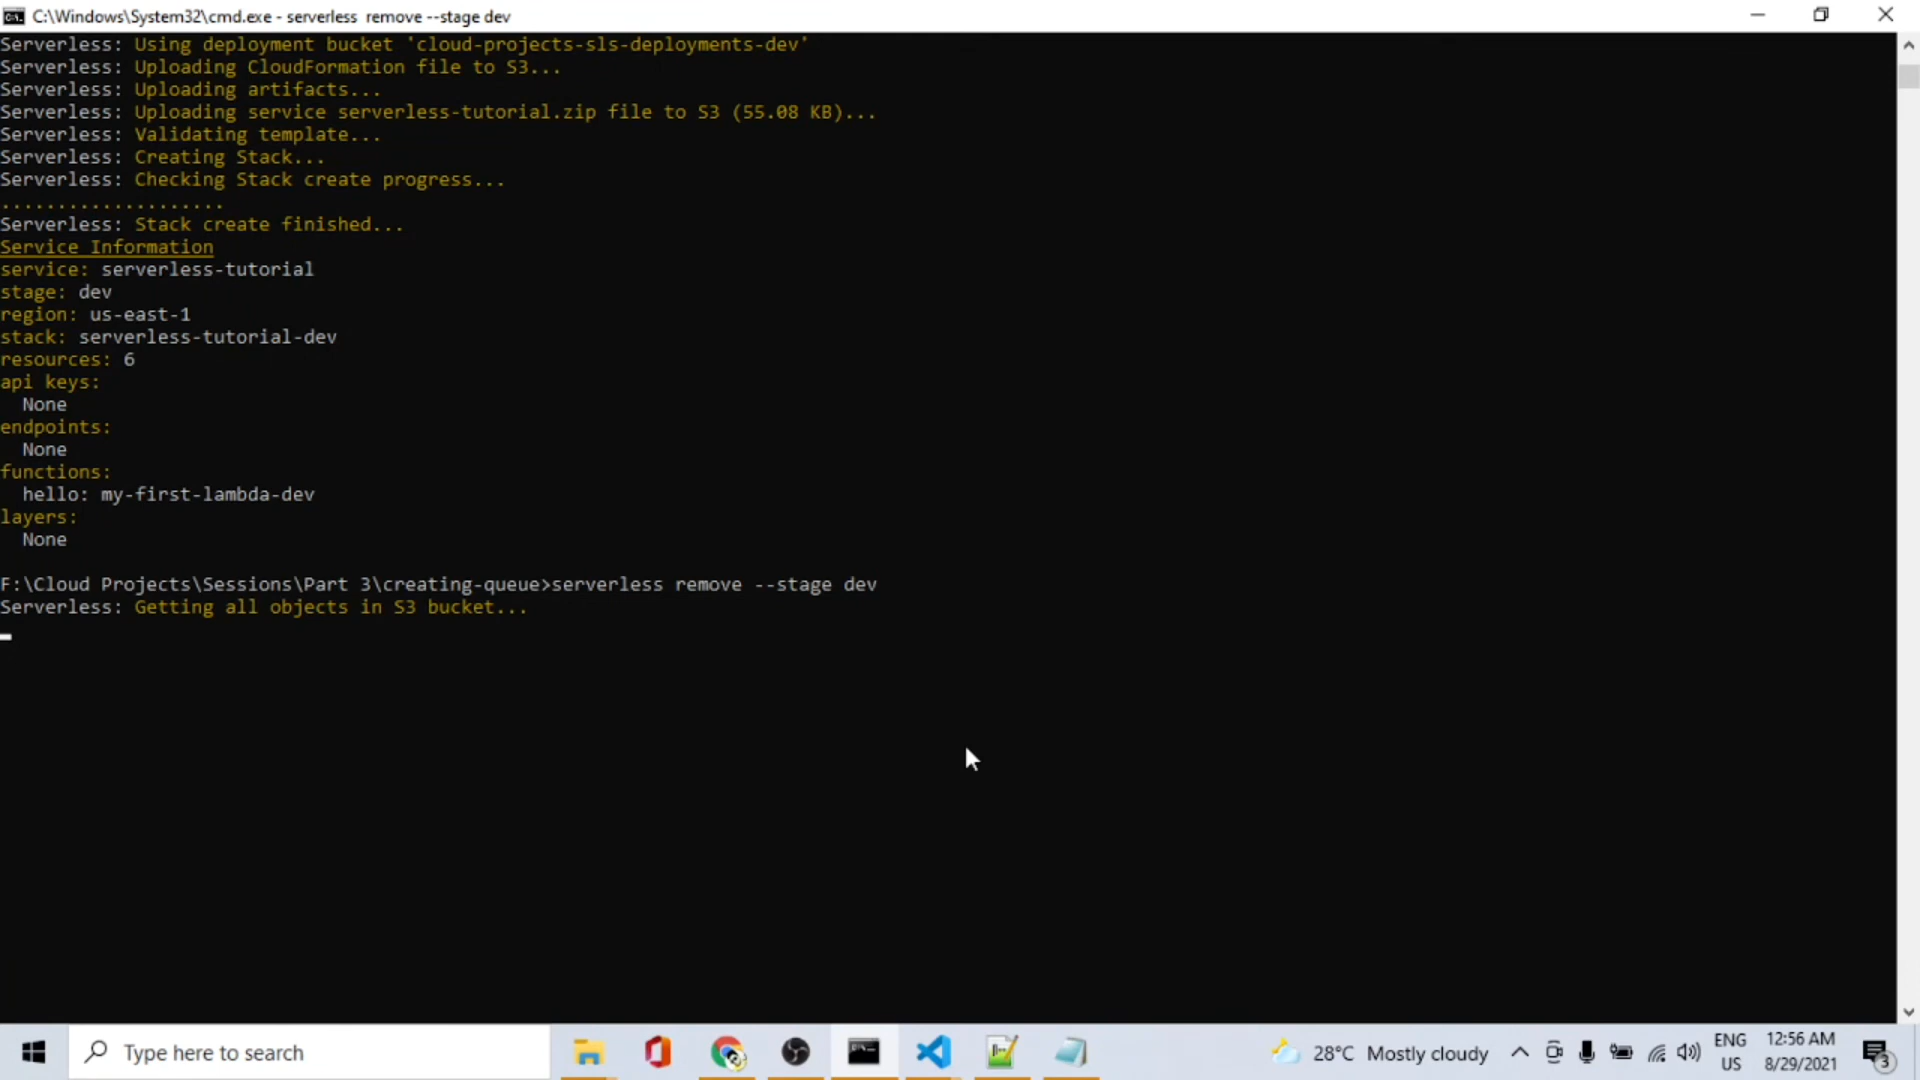 C:\Windows\System32\cmd.exe - serverless  remove --stage dev
Serverless: Using deployment bucket 'cloud-projects-sls-deployments-dev'
Serverless: Uploading CloudFormation file to S3...
Serverless: Uploading artifacts...
Serverless: Uploading service serverless-tutorial.zip file to S3 (55.08 KB)...
Serverless: Validating template...
Serverless: Creating Stack...
Serverless: Checking Stack create progress...
....................
Serverless: Stack create finished...
Service Information
service: serverless-tutorial
stage: dev
region: us-east-1
stack: serverless-tutorial-dev
resources: 6
api keys:
  None
endpoints:
  None
functions:
  hello: my-first-lambda-dev
layers:
  None
F:\Cloud Projects\Sessions\Part 3\creating-queue>serverless remove --stage dev
Serverless: Getting all objects in S3 bucket...
Type here to search
28°C Mostly cloudy
ENG
US
12:56 AM
8/29/2021
3